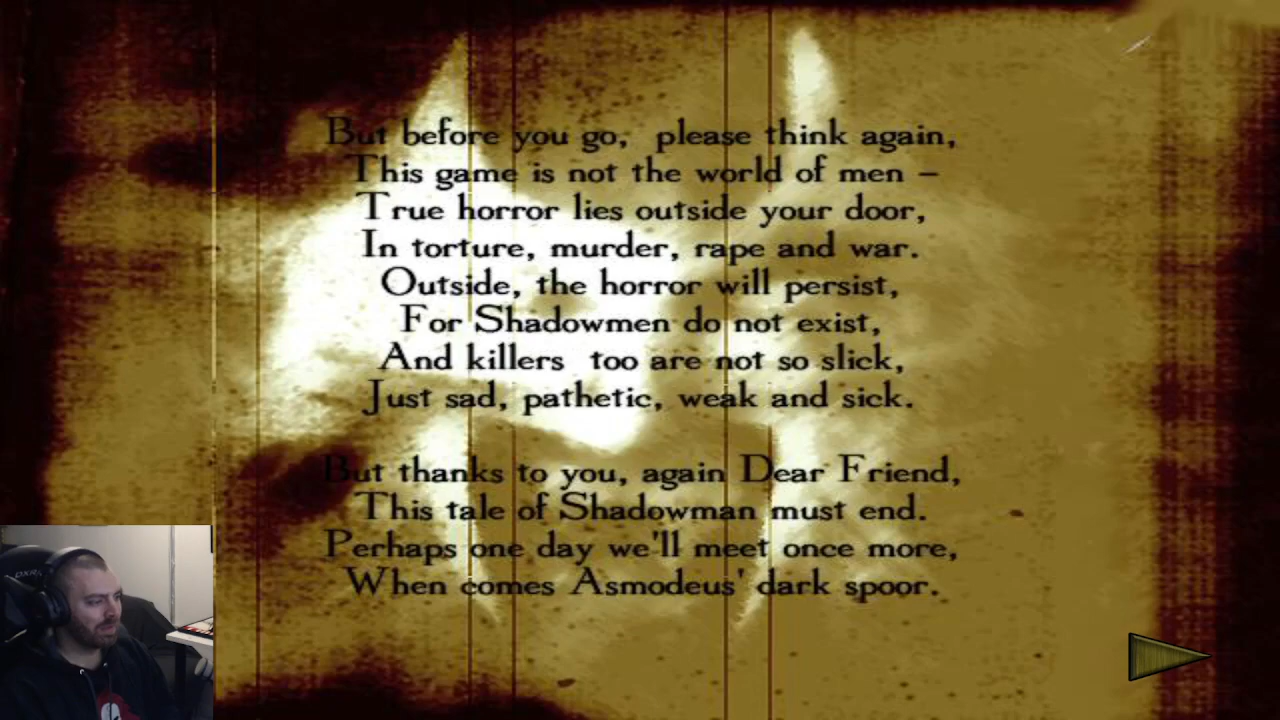 But before you go, please think again,
This game is not the world of men –
True horror lies outside your door,
In torture, murder, rape and war.
Outside, the horror will persist,
For Shadowmen do not exist,
And killers too are not so slick,
Just sad, pathetic, weak and sick.
But thanks to you, again Dear Friend,
This tale of Shadowman must end.
Perhaps one day we'll meet once more,
When comes Asmodeus' dark spoor.